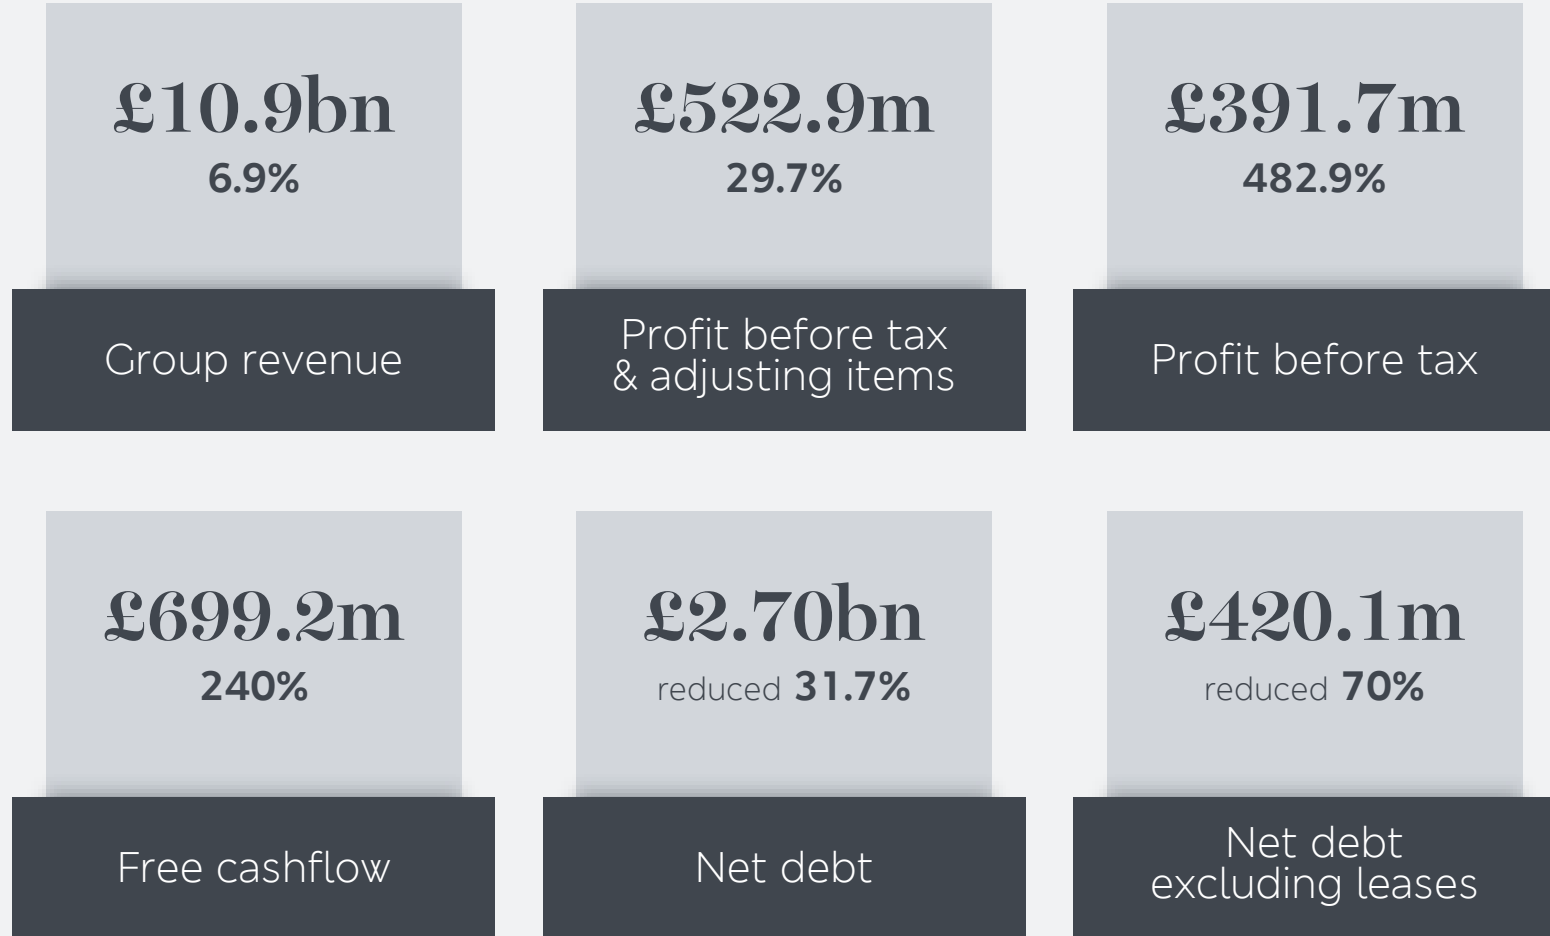 £10.9bn
6.9%
Group revenue
£522.9m
29.7%
Profit before tax
& adjusting items
£391.7m
482.9%
Profit before tax
£699.2m
240%
Free cashflow
£2.70bn
reduced 31.7%
Net debt
£420.1m
reduced 70%
Net debt
excluding leases